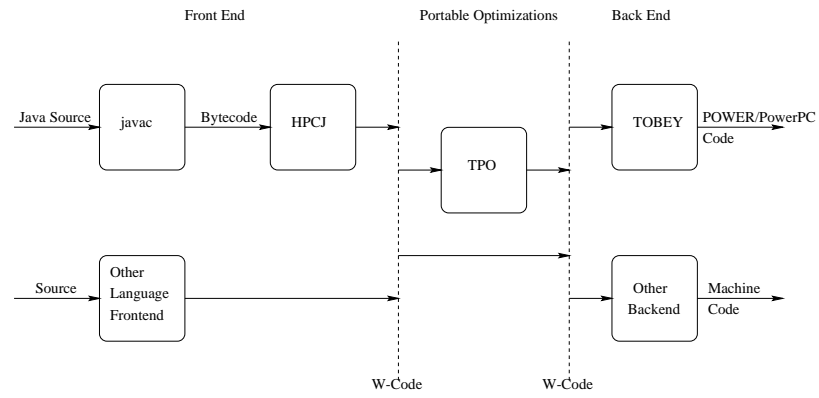 Front End
Portable Optimizations
Back End
Java Source
javac
Bytecode
HPCJ
TPO
TOBEY
POWER/PowerPC
Code
Source
Other
Language
Frontend
Other
Backend
Machine
Code
W-Code
W-Code